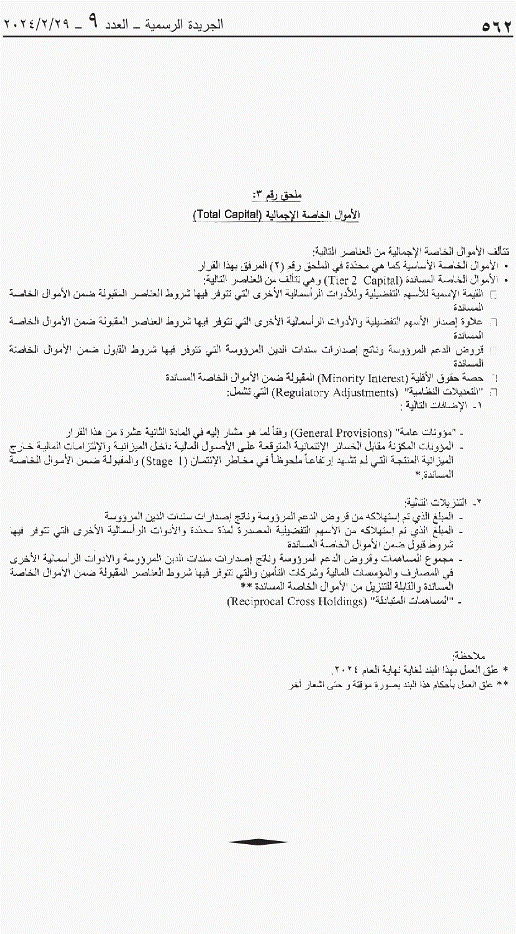 ٥٦٢ الجريدة الرسمية ــ العدد ٩ ــ ٢٠٢٤/٢/٢٩
ملحق رقم ٣:
الأموال الخاصة الإجمالية (Total Capital)
تتألف الأموال الخاصة الإجمالية من العناصر التالية:
• الأموال الخاصة الأساسية كما هي محدّدة في الملحق رقم (٢) المرفق بهذا القرار
• الأموال الخاصة المساندة (Tier 2 Capital) وهي تتألف من العناصر التالية:
□ القيمة الإسمية للأسهم التفضيلية وللأدوات الرأسمالية الأخرى التي تتوفر فيها شروط العناصر المقبولة ضمن الأموال الخاصة
المساندة
□ علاوة إصدار الأسهم التفضيلية والأدوات الرأسمالية الأخرى التي تتوفر فيها شروط العناصر المقبولة ضمن الأموال الخاصة
المساندة
□ قروض الدعم المرؤوسة وناتج إصدارات سندات الدين المرؤوسة التي تتوفر فيها شروط القبول ضمن الأموال الخاصة
المساندة
□ حصة حقوق الأقلية (Minority Interest) المقبولة ضمن الأموال الخاصة المساندة
□ "التعديلات النظامية" (Regulatory Adjustments) التي تشمل:
١- الإضافات التالية :
- "مؤونات عامة" (General Provisions) وفقاً لما هو مشار إليه في المادة الثانية عشرة من هذا القرار
- المؤونات المكوّنة مقابل الخسائر الإئتمانية المتوقعة على الأصول المالية داخل الميزانية والإلتزامات المالية خارج
الميزانية المنتجة التي لم تشهد إرتفاعاً ملحوظاً في مخاطر الإئتمان (Stage 1) والمقبولة ضمن الأموال الخاصة
المساندة.*
٢- التنزيلات التالية:
- المبلغ الذي تم إستهلاكه من قروض الدعم المرؤوسة وناتج إصدارات سندات الدين المرؤوسة
- المبلغ الذي تم إستهلاكه من الاسهم التفضيلية المصدرة لمدة محدّدة والأدوات الرأسمالية الأخرى التي تتوفر فيها
شروط قبول ضمن الأموال الخاصة المساندة
- مجموع المساهمات وقروض الدعم المرؤوسة وناتج إصدارات سندات الدين المرؤوسة والادوات الرأسمالية الأخرى
في المصارف والمؤسسات المالية وشركات التأمين والتي تتوفر فيها شروط العناصر المقبولة ضمن الأموال الخاصة
المساندة والقابلة للتنزيل من الأموال الخاصة المساندة **
- "المساهمات المتبادلة" (Reciprocal Cross Holdings)
ملاحظة:
* علق العمل بهذا البند لغاية نهاية العام ٢٠٢٤.
** علق العمل بأحكام هذا البند بصورة موقتة و حتى اشعار آخر